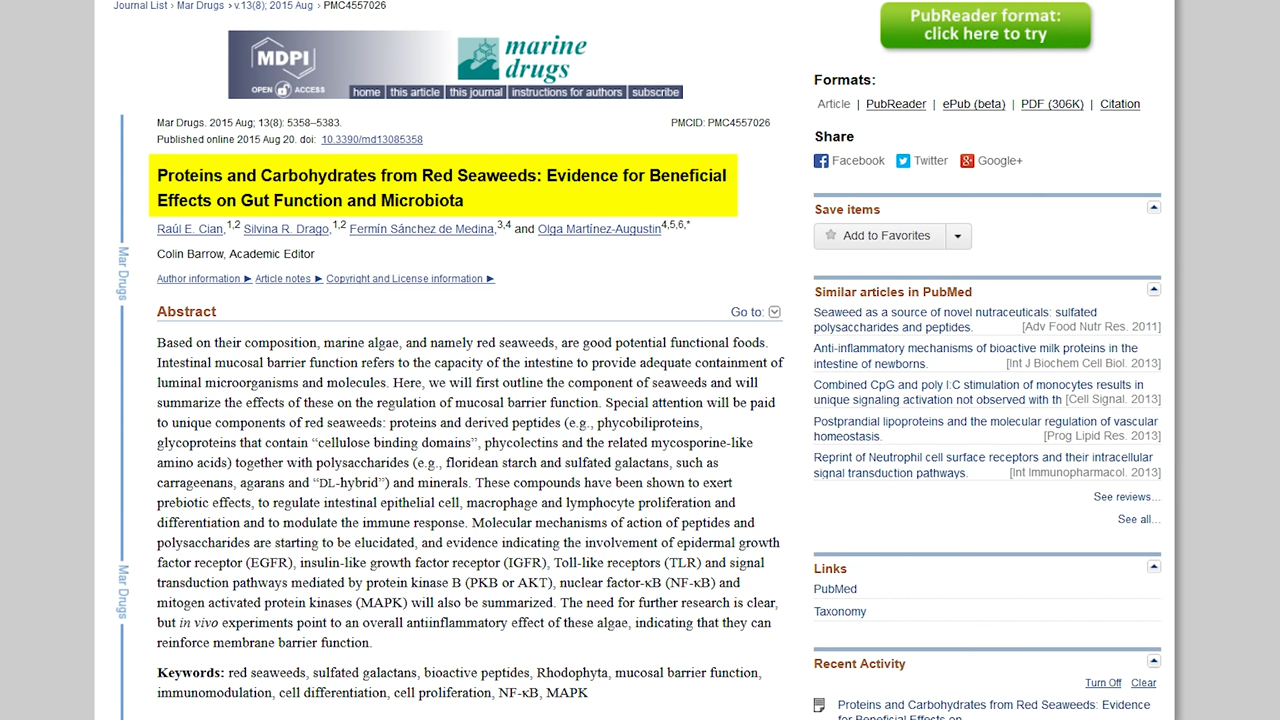 Journal List › Mar Drugs › v.13(8); 2015 Aug › PMC4557026
MDPI
OPEN ACCESS
marine
drugs
home | this article | this journal | instructions for authors | subscribe
Mar Drugs. 2015 Aug; 13(8): 5358–5383.
PMCID: PMC4557026
Published online 2015 Aug 20. doi: 10.3390/md13085358
Proteins and Carbohydrates from Red Seaweeds: Evidence for Beneficial
Effects on Gut Function and Microbiota
Raúl E. Cian,1,2 Silvina R. Drago,1,2 Fermín Sánchez de Medina,3,4 and Olga Martínez-Augustin4,5,6,*
Colin Barrow, Academic Editor
Author information ► Article notes ► Copyright and License information ►
Abstract
Go to:
Based on their composition, marine algae, and namely red seaweeds, are good potential functional foods.
Intestinal mucosal barrier function refers to the capacity of the intestine to provide adequate containment of
luminal microorganisms and molecules. Here, we will first outline the component of seaweeds and will
summarize the effects of these on the regulation of mucosal barrier function. Special attention will be paid
to unique components of red seaweeds: proteins and derived peptides (e.g., phycobiliproteins,
glycoproteins that contain “cellulose binding domains”, phycolectins and the related mycosporine-like
amino acids) together with polysaccharides (e.g., floridean starch and sulfated galactans, such as
carrageenans, agarans and “DL-hybrid”) and minerals. These compounds have been shown to exert
prebiotic effects, to regulate intestinal epithelial cell, macrophage and lymphocyte proliferation and
differentiation and to modulate the immune response. Molecular mechanisms of action of peptides and
polysaccharides are starting to be elucidated, and evidence indicating the involvement of epidermal growth
factor receptor (EGFR), insulin-like growth factor receptor (IGFR), Toll-like receptors (TLR) and signal
transduction pathways mediated by protein kinase B (PKB or AKT), nuclear factor-κB (NF-κB) and
mitogen activated protein kinases (MAPK) will also be summarized. The need for further research is clear,
but in vivo experiments point to an overall antiinflammatory effect of these algae, indicating that they can
reinforce membrane barrier function.
Keywords: red seaweeds, sulfated galactans, bioactive peptides, Rhodophyta, mucosal barrier function,
immunomodulation, cell differentiation, cell proliferation, NF-κB, MAPK
Mar Drugs
Mar Drugs
PubReader format:
click here to try
Formats:
Article | PubReader | ePub (beta) | PDF (306K) | Citation
Share
Facebook Twitter Google+
Save items
Add to Favorites
Similar articles in PubMed
Seaweed as a source of novel nutraceuticals: sulfated
polysaccharides and peptides. [Adv Food Nutr Res. 2011]
Anti-inflammatory mechanisms of bioactive milk proteins in the
intestine of newborns. [Int J Biochem Cell Biol. 2013]
Combined CpG and poly I:C stimulation of monocytes results in
unique signaling activation not observed with th [Cell Signal. 2013]
Postprandial lipoproteins and the molecular regulation of vascular
homeostasis. [Prog Lipid Res. 2013]
Reprint of Neutrophil cell surface receptors and their intracellular
signal transduction pathways. [Int Immunopharmacol. 2013]
See reviews...
See all...
Links
PubMed
Taxonomy
Recent Activity
Turn Off Clear
Proteins and Carbohydrates from Red Seaweeds: Evidence
for Beneficial Effects on